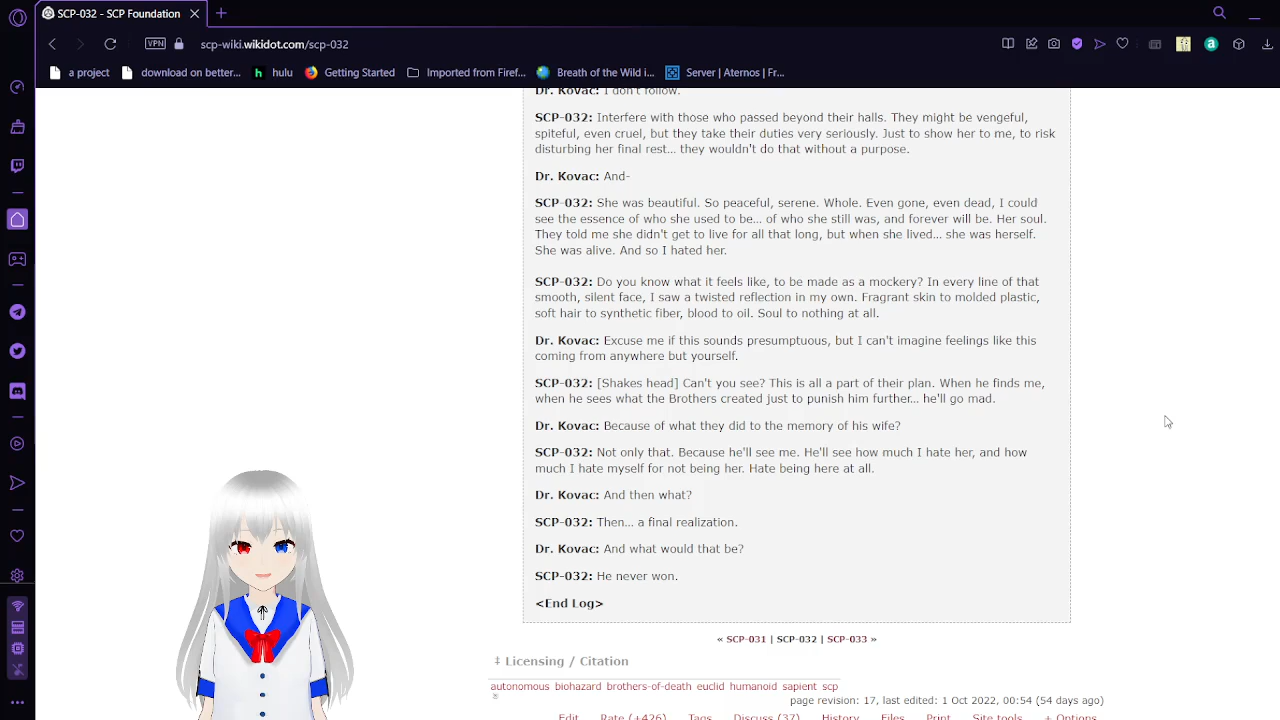 SCP-032 - SCP Foundation
VPN
scp-wiki.wikidot.com/scp-032
a project
download on better...
hulu
Getting Started
Imported from Firef...
Breath of the Wild i...
Server | Aternos | Fr...
Dr. Kovac: I don't follow.
SCP-032: Interfere with those who passed beyond their halls. They might be vengeful,
spiteful, even cruel, but they take their duties very seriously. Just to show her to me, to risk
disturbing her final rest... they wouldn't do that without a purpose.
Dr. Kovac: And-
SCP-032: She was beautiful. So peaceful, serene. Whole. Even gone, even dead, I could
see the essence of who she used to be... of who she still was, and forever will be. Her soul.
They told me she didn't get to live for all that long, but when she lived... she was herself.
She was alive. And so I hated her.
SCP-032: Do you know what it feels like, to be made as a mockery? In every line of that
smooth, silent face, I saw a twisted reflection in my own. Fragrant skin to molded plastic,
soft hair to synthetic fiber, blood to oil. Soul to nothing at all.
Dr. Kovac: Excuse me if this sounds presumptuous, but I can't imagine feelings like this
coming from anywhere but yourself.
SCP-032: [Shakes head] Can't you see? This is all a part of their plan. When he finds me,
when he sees what the Brothers created just to punish him further... he'll go mad.
Dr. Kovac: Because of what they did to the memory of his wife?
SCP-032: Not only that. Because he'll see me. He'll see how much I hate her, and how
much I hate myself for not being her. Hate being here at all.
Dr. Kovac: And then what?
SCP-032: Then... a final realization.
Dr. Kovac: And what would that be?
SCP-032: He never won.
<End Log>
« SCP-031 | SCP-032 | SCP-033 »
‡ Licensing / Citation
autonomous biohazard brothers-of-death euclid humanoid sapient scp
page revision: 17, last edited: 1 Oct 2022, 00:54 (54 days ago)
Edit Rate (+426) Tags Discuss (37) History Files Print Site tools + Options